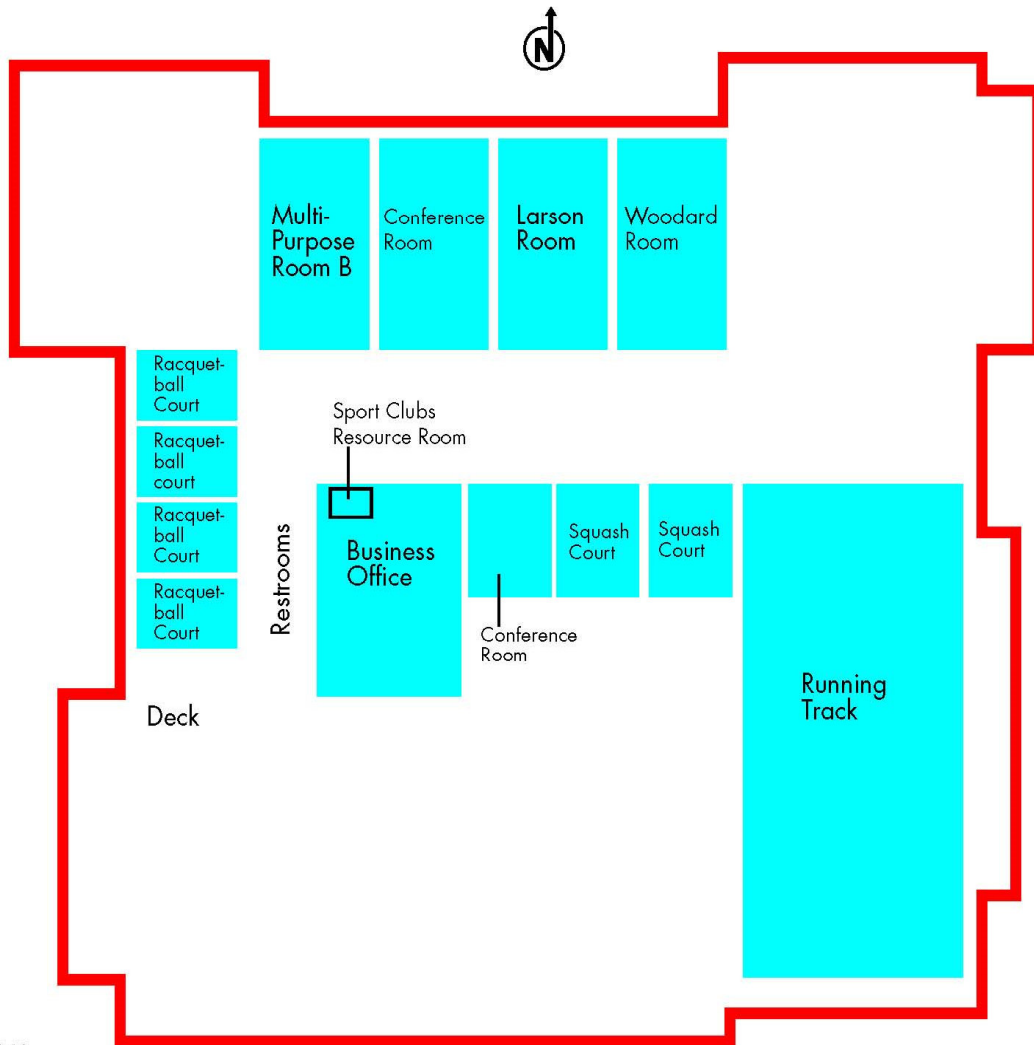 N
Multi-
Purpose
Room B
Conference
Room
Larson
Room
Woodard
Room
Racquet-
ball
Court
Racquet-
ball
court
Racquet-
ball
Court
Racquet-
ball
Court
Sport Clubs
Resource Room
Restrooms
Business
Office
Conference
Room
Squash
Court
Squash
Court
Running
Track
Deck